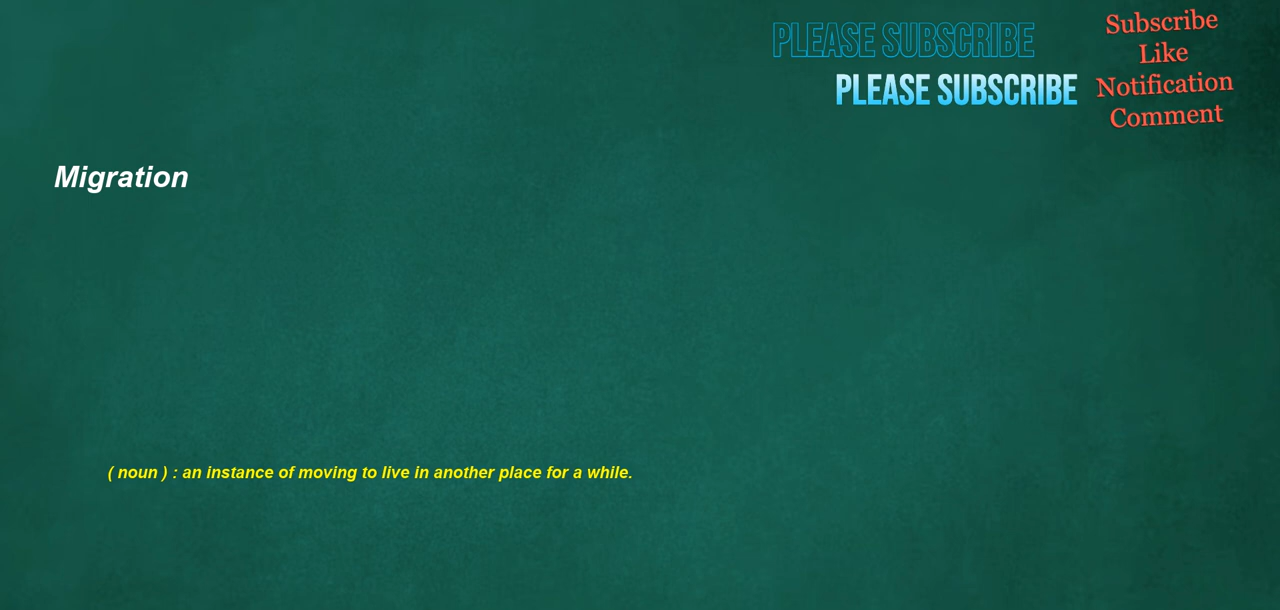 PLEASE SUBSCRIBE
PLEASE SUBSCRIBE
Subscribe
Like
Notification
Comment
Migration
( noun ) : an instance of moving to live in another place for a while.